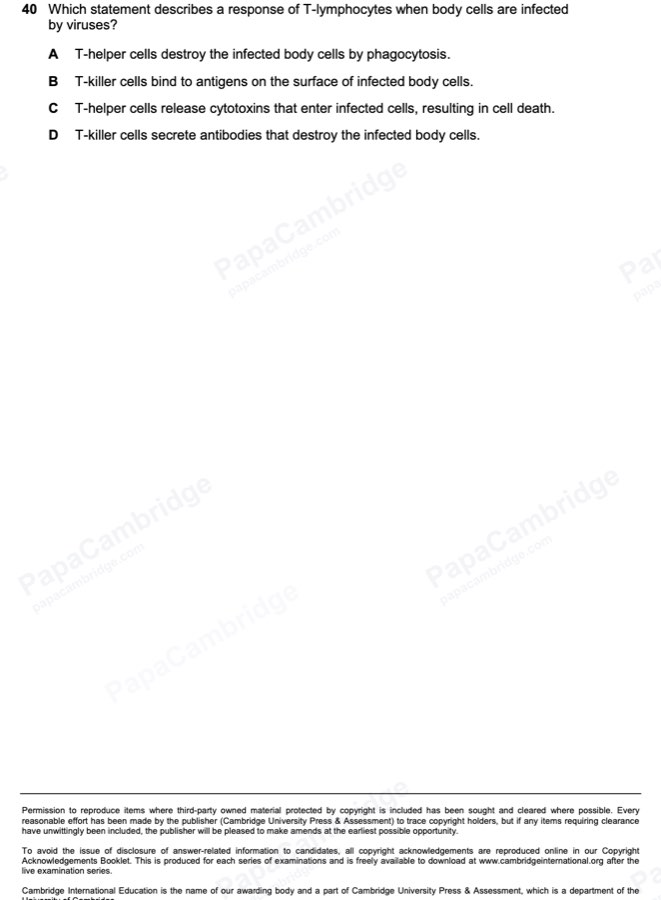 40 Which statement describes a response of T-lymphocytes when body cells are infected
by viruses?
A T-helper cells destroy the infected body cells by phagocytosis.
B T-killer cells bind to antigens on the surface of infected body cells.
C T-helper cells release cytotoxins that enter infected cells, resulting in cell death.
D T-killer cells secrete antibodies that destroy the infected body cells.
PapaCambridge
papacambridge.com
PapaCambridge
papacambridge.com
PapaCambridge
papacambridge.com
PapaCambridge
Permission to reproduce items where third-party owned material protected by copyright is included has been sought and cleared where possible. Every
reasonable effort has been made by the publisher (Cambridge University Press & Assessment) to trace copyright holders, but if any items requiring clearance
have unwittingly been included, the publisher will be pleased to make amends at the earliest possible opportunity.
To avoid the issue of disclosure of answer-related information to candidates, all copyright acknowledgements are reproduced online in our Copyright
Acknowledgements Booklet. This is produced for each series of examinations and is freely available to download at www.cambridgeinternational.org after the
live examination series.
Cambridge International Education is the name of our awarding body and a part of Cambridge University Press & Assessment, which is a department of the
University of Cambridge.